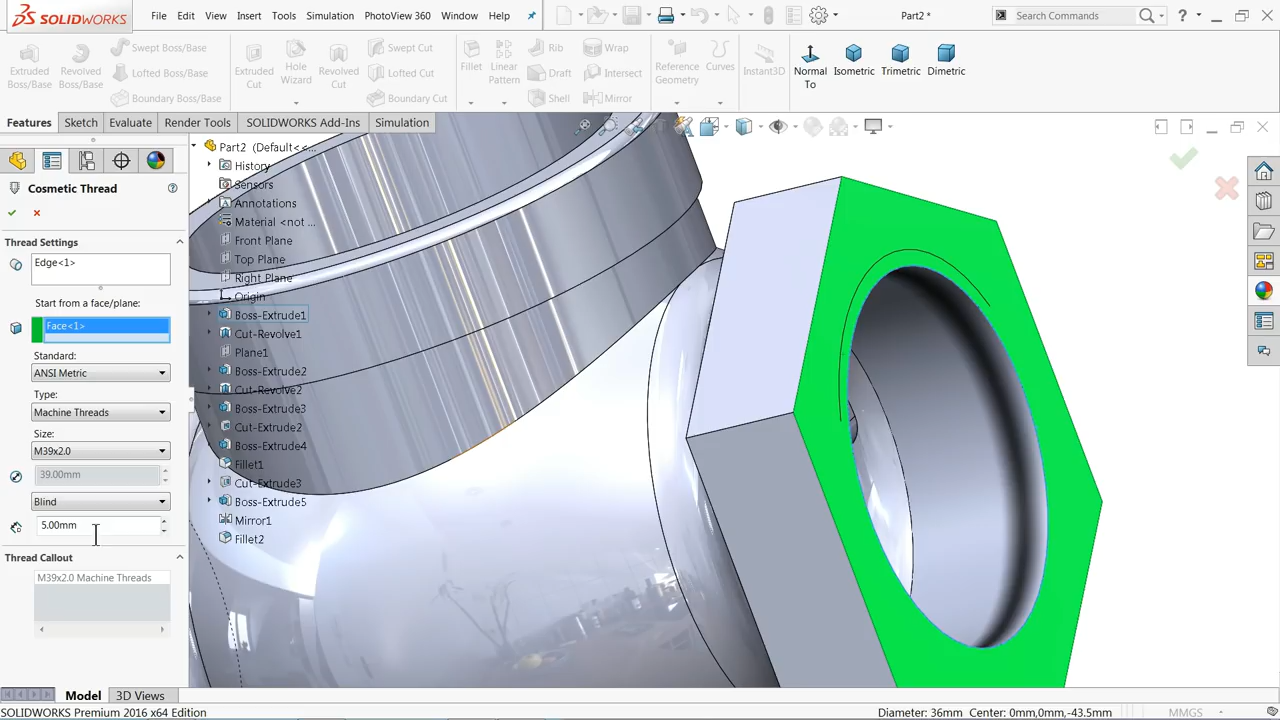 SOLIDWORKS File Edit View Insert Tools Simulation PhotoView 360 Window Help Part2 * Search Commands ?
Extruded Boss/Base
Revolved Boss/Base
Swept Boss/Base
Lofted Boss/Base
Boundary Boss/Base
Extruded Cut
Hole Wizard
Revolved Cut
Swept Cut
Lofted Cut
Boundary Cut
Fillet
Linear Pattern
Rib
Draft
Shell
Wrap
Intersect
Mirror
Reference Geometry
Curves
Instant3D
Normal To
Isometric
Trimetric
Dimetric
Features Sketch Evaluate Render Tools SOLIDWORKS Add-Ins Simulation
Cosmetic Thread
Thread Settings
Edge<1>
Start from a face/plane:
Face<1>
Standard:
ANSI Metric
Type:
Machine Threads
Size:
M39x2.0
39.00mm
Blind
5.00mm
Thread Callout
M39x2.0 Machine Threads
Part2 (Default<<...
History
Sensors
Annotations
Material <not ...
Front Plane
Top Plane
Right Plane
Origin
Boss-Extrude1
Cut-Revolve1
Plane1
Boss-Extrude2
Cut-Revolve2
Boss-Extrude3
Cut-Extrude2
Boss-Extrude4
Fillet1
Cut-Extrude3
Boss-Extrude5
Mirror1
Fillet2
Model 3D Views
SOLIDWORKS Premium 2016 x64 Edition Diameter: 36mm Center: 0mm,0mm,-43.5mm MMGS